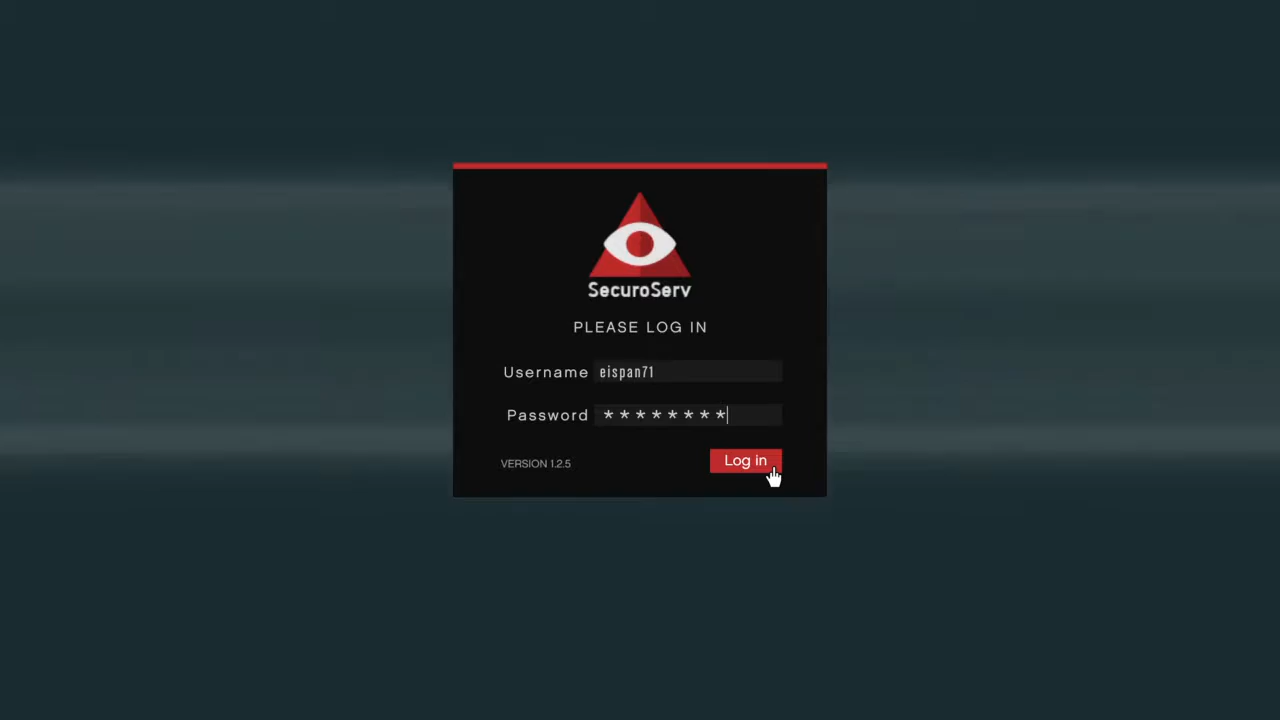 SecuroServ
PLEASE LOG IN
Username eispan71
Password ********
VERSION 1.2.5 Log in